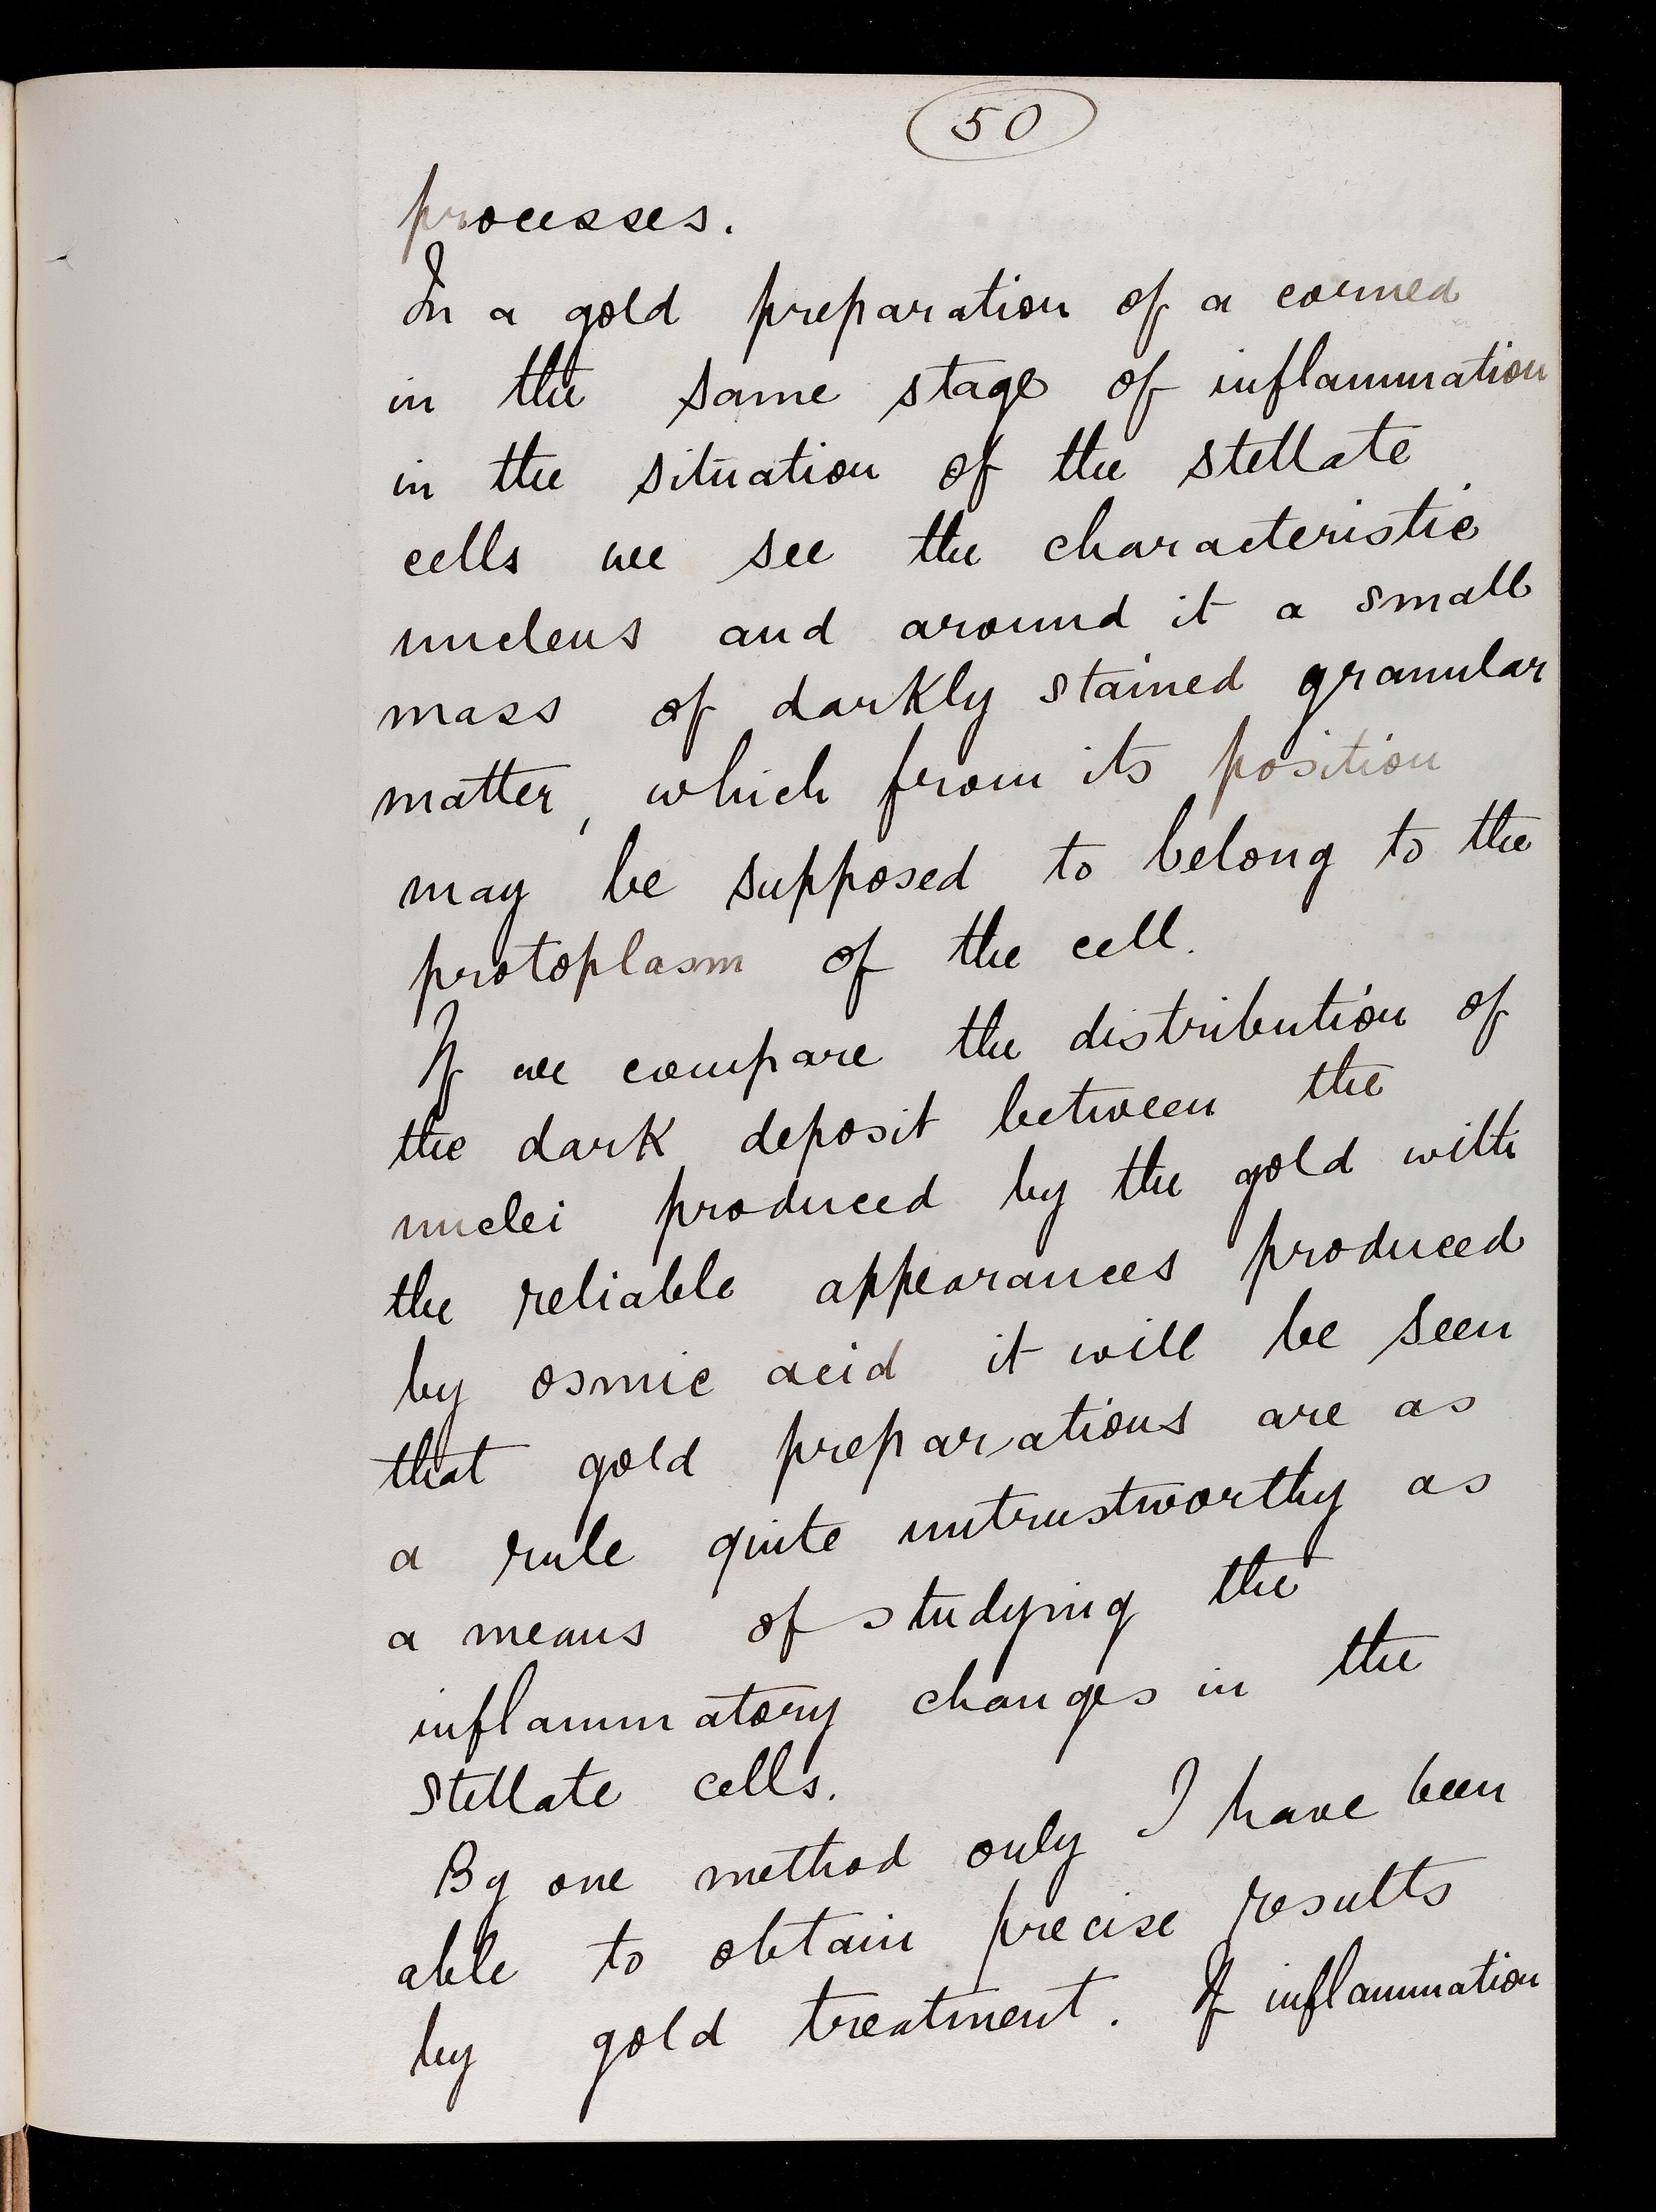 50
processes.
In a gold preparation of a cornea
in the same stage of inflammation
in the situation of the stellate
cells we see the characteristic
nucleus and around it a small
mass of darkly stained granular
matter, which from its position
may be supposed to belong to the
protoplasm of the cell.
If we compare the distribution of
the dark deposit between the
nuclei produced by the gold with
the reliable appearances produced
by osmic acid it will be seen
that gold preparations are as
a rule quite untrustworthy as
a means of studying the
inflammatory changes in the
stellate cells.
By one method only I have been
able to obtain precise results
by gold treatment. If inflammation